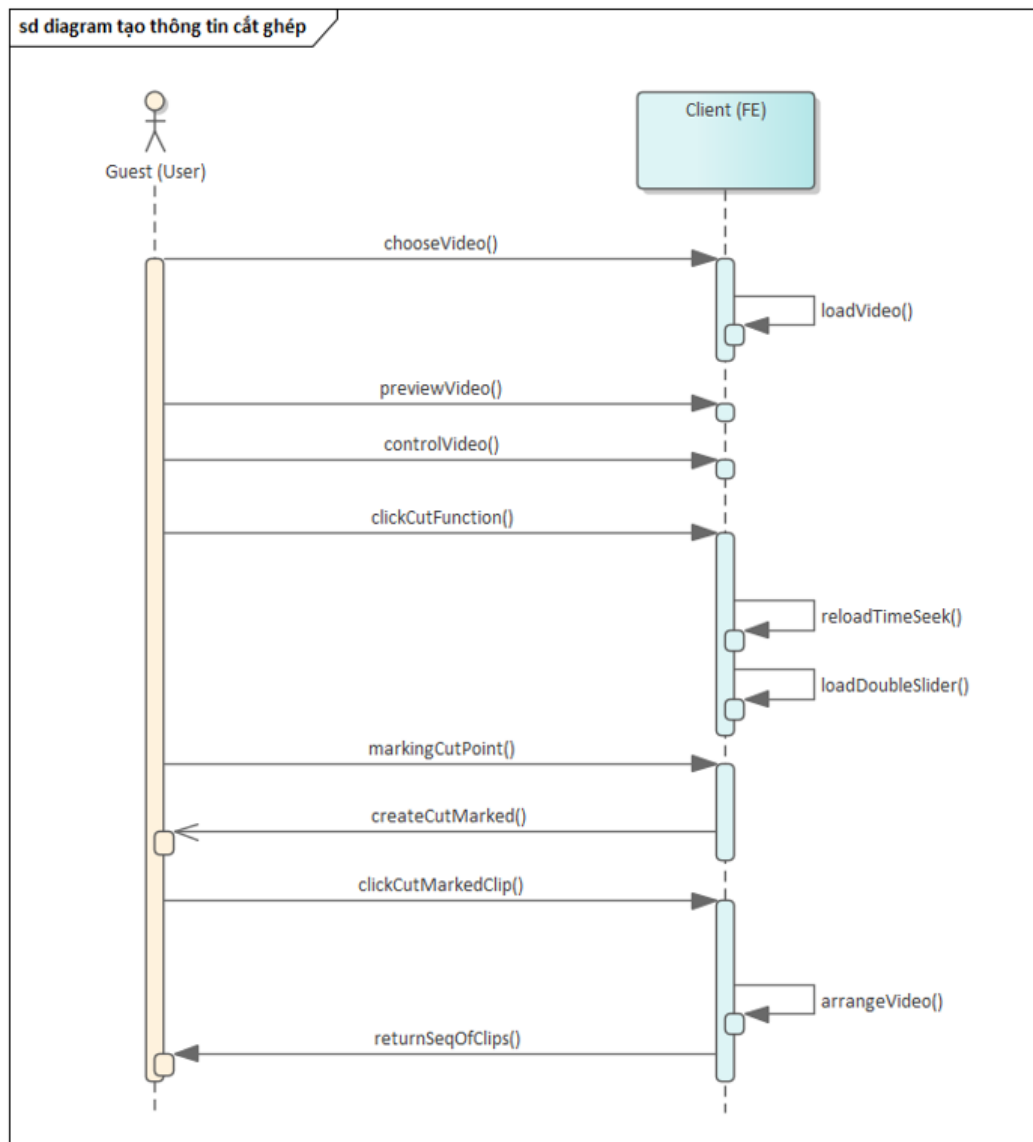 sd diagram tạo thông tin cắt ghép
Guest (User)
Client (FE)
chooseVideo()
loadVideo()
previewVideo()
controlVideo()
clickCutFunction()
reloadTimeSeek()
loadDoubleSlider()
markingCutPoint()
createCutMarked()
clickCutMarkedClip()
arrangeVideo()
returnSeqOfClips()